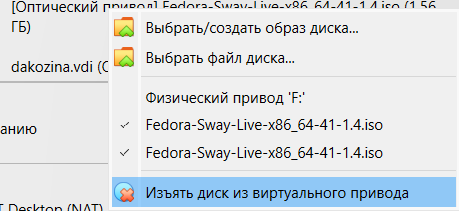 [Оптический привод] Fedora-Sway-Live-x86_64-41-1.4.iso (1,56
ГБ)
Выбрать/создать образ диска...
Выбрать файл диска...
dakozina.vdi (
Физический привод 'F:'
Fedora-Sway-Live-x86_64-41-1.4.iso
анию
Fedora-Sway-Live-x86_64-41-1.4.iso
Изъять диск из виртуального привода
T Desktop (NAT)